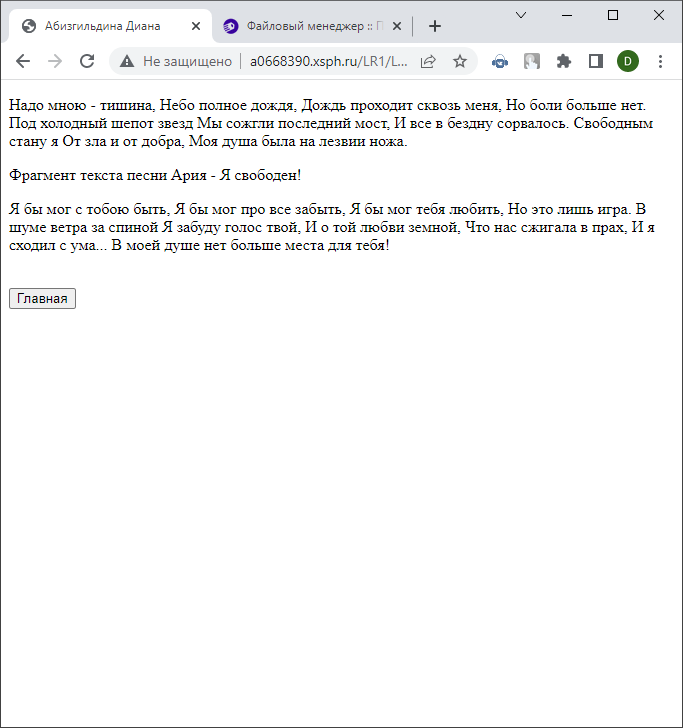 Абизгильдина Диана
Файловый менеджер :: П
Не защищено
a0668390.xsph.ru/LR1/L...
D
Надо мною - тишина, Небо полное дождя, Дождь проходит сквозь меня, Но боли больше нет.
Под холодный шепот звезд Мы сожгли последний мост, И все в бездну сорвалось. Свободным
стану я От зла и от добра, Моя душа была на лезвии ножа.
Фрагмент текста песни Ария - Я свободен!
Я бы мог с тобою быть, Я бы мог про все забыть, Я бы мог тебя любить, Но это лишь игра. В
шуме ветра за спиной Я забуду голос твой, И о той любви земной, Что нас сжигала в прах, И я
сходил с ума... В моей душе нет больше места для тебя!
Главная